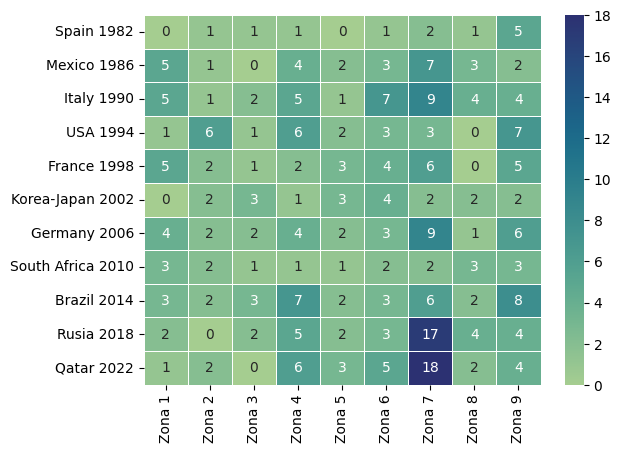 Spain 1982 0 1 1 1 0 1 2 1 5
Mexico 1986 5 1 0 4 2 3 7 3 2
Italy 1990 5 1 2 5 1 7 9 4 4
USA 1994 1 6 1 6 2 3 3 0 7
France 1998 5 2 1 2 3 4 6 0 5
Korea-Japan 2002 0 2 3 1 3 4 2 2 2
Germany 2006 4 2 2 4 2 3 9 1 6
South Africa 2010 3 2 1 1 1 2 2 3 3
Brazil 2014 3 2 3 7 2 3 6 2 8
Rusia 2018 2 0 2 5 2 3 17 4 4
Qatar 2022 1 2 0 6 3 5 18 2 4
Zona 1 Zona 2 Zona 3 Zona 4 Zona 5 Zona 6 Zona 7 Zona 8 Zona 9
18
16
14
12
10
8
6
4
2
0